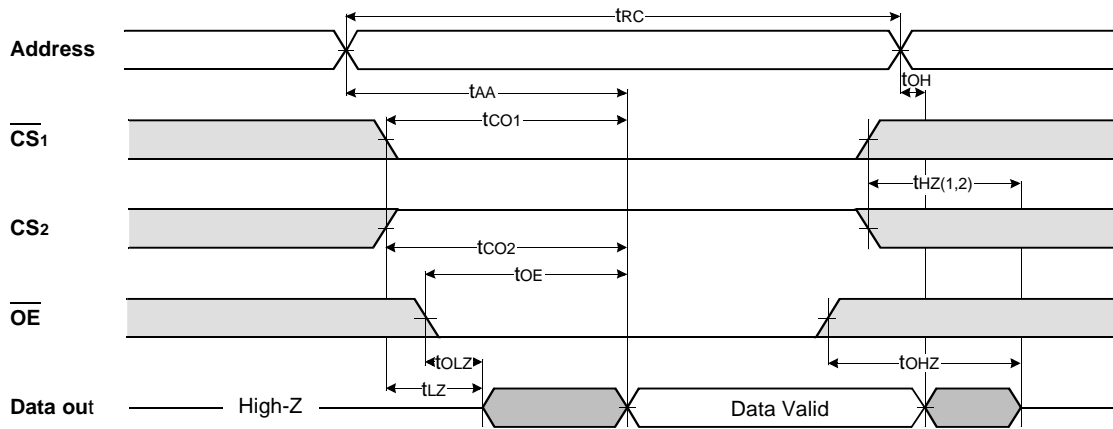 tRC
Address
tOH
tAA
tCO1
CS1
tHZ(1,2)
CS2
tCO2
tOE
OE
tOLZ
tOHZ
tLZ
Data out
High-Z
Data Valid